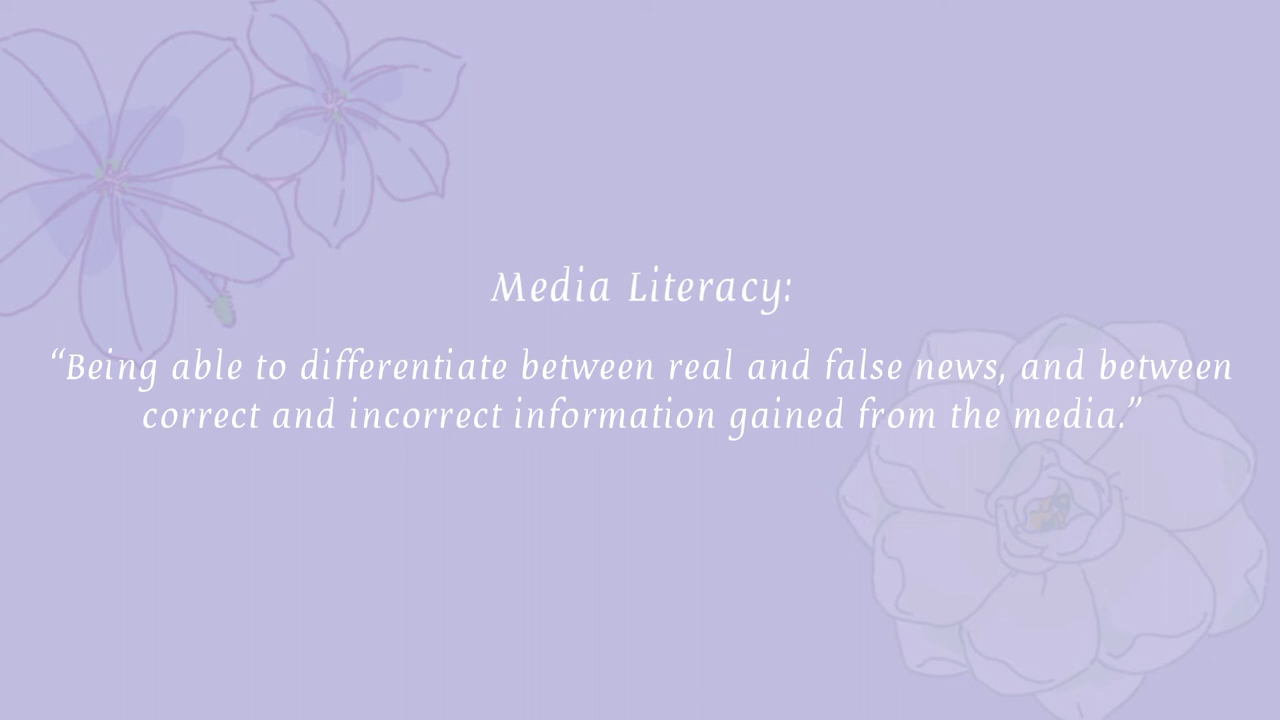 Media Literacy:
“Being able to differentiate between real and false news, and between
correct and incorrect information gained from the media.”